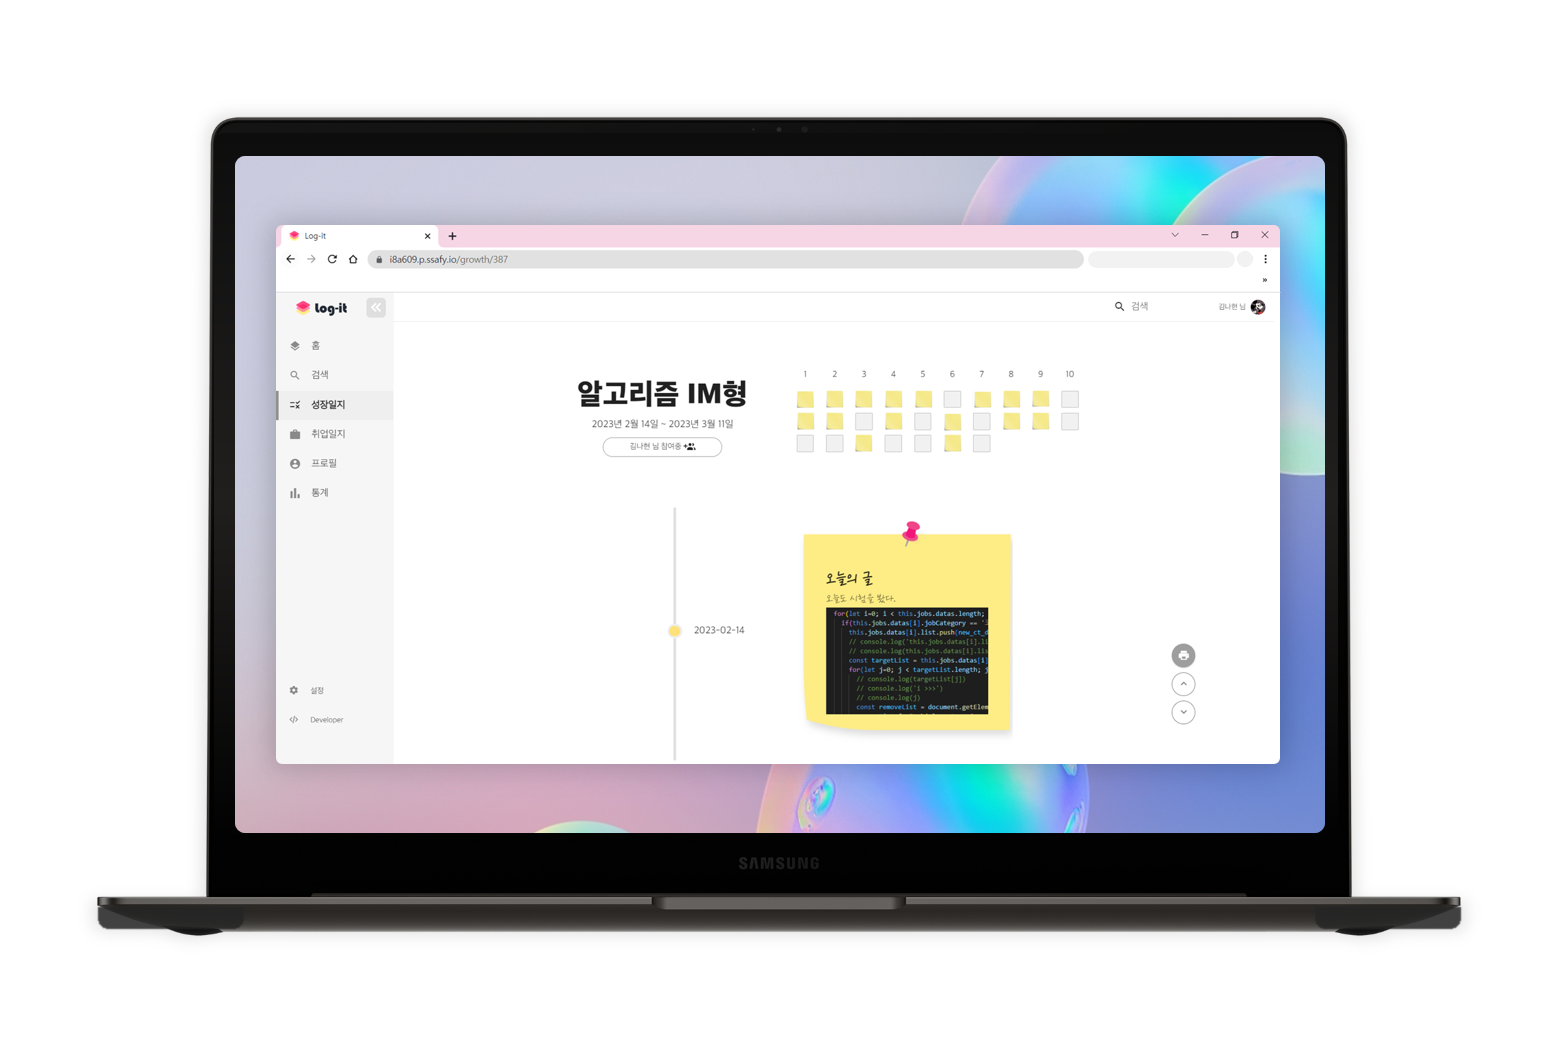 Log-it
i8a609.p.ssafy.io/growth/387
log-it
검색
김나현 님
홈
검색
성장일지
취업일지
프로필
통계
설정
Developer
알고리즘 IM형
2023년 2월 14일 ~ 2023년 3월 11일
김나현 님 참여중
1 2 3 4 5 6 7 8 9 10
2023-02-14
오늘의 글
오늘도 시험을 봤다.
for(let i=0; i < this.jobs.datas.length;
if(this.jobs.datas[i].jobCategory ==
this.jobs.datas[i].list.push(new_ct_d
// console.log('this.jobs.datas[i].li
// console.log(this.jobs.datas[i].lis
const targetList = this.jobs.datas[i]
for(let j=0; j < targetList.length; j
// console.log(targetList[j])
// console.log('i >>>')
// console.log(j)
const removeList = document.getElem
SAMSUNG